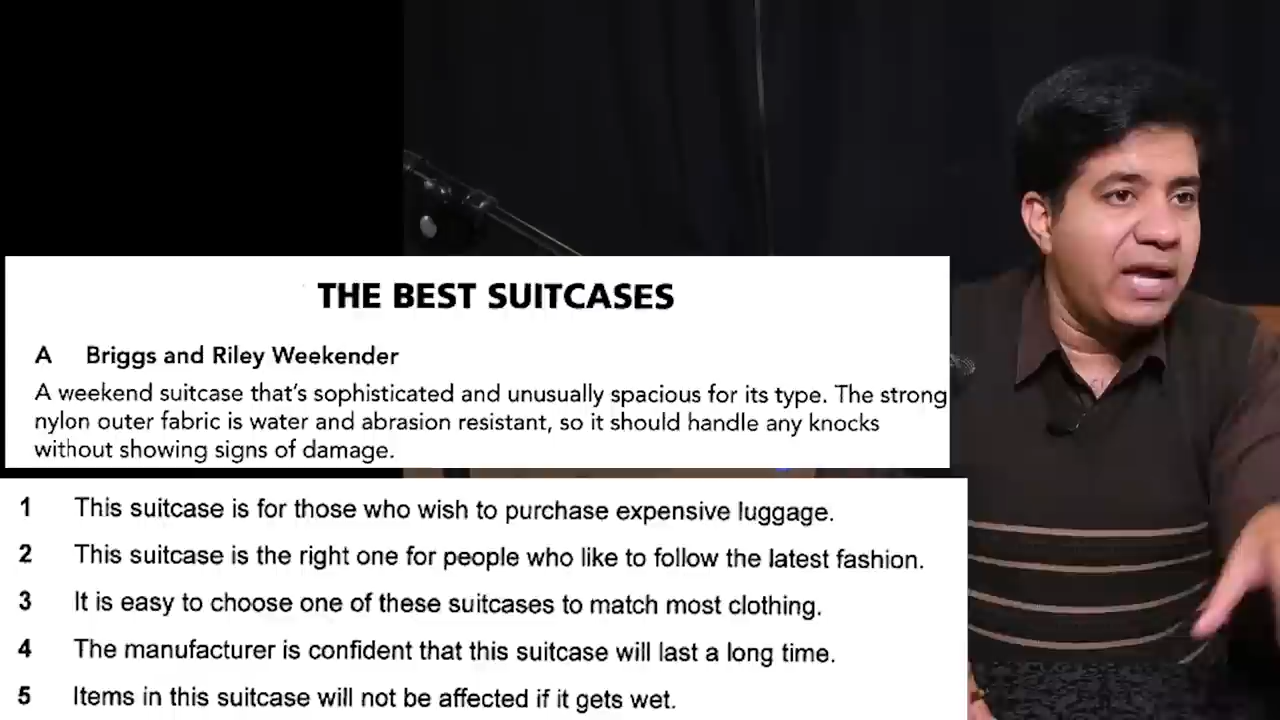 THE BEST SUITCASES
A Briggs and Riley Weekender
A weekend suitcase that's sophisticated and unusually spacious for its type. The strong
nylon outer fabric is water and abrasion resistant, so it should handle any knocks
without showing signs of damage.
1 This suitcase is for those who wish to purchase expensive luggage.
2 This suitcase is the right one for people who like to follow the latest fashion.
3 It is easy to choose one of these suitcases to match most clothing.
4 The manufacturer is confident that this suitcase will last a long time.
5 Items in this suitcase will not be affected if it gets wet.